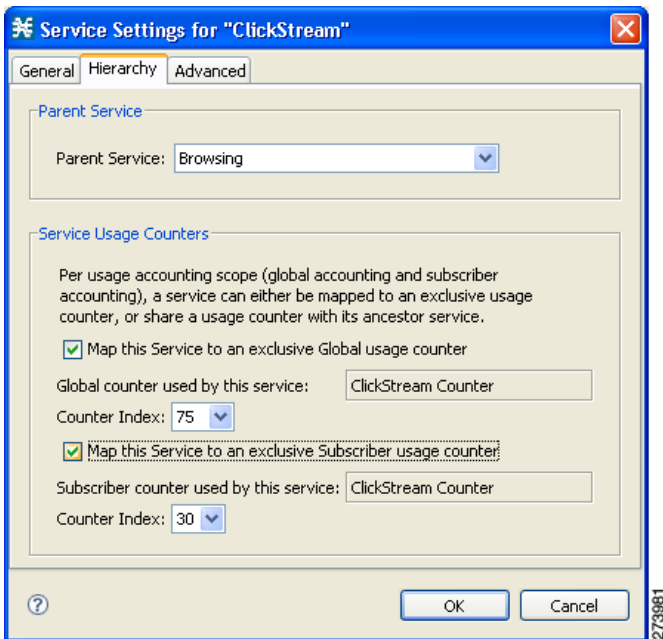 Service Settings for "ClickStream"
General Hierarchy Advanced
Parent Service
Parent Service: Browsing
Service Usage Counters
Per usage accounting scope (global accounting and subscriber
accounting), a service can either be mapped to an exclusive usage
counter, or share a usage counter with its ancestor service.
Map this Service to an exclusive Global usage counter
Global counter used by this service: ClickStream Counter
Counter Index: 75
Map this Service to an exclusive Subscriber usage counter
Subscriber counter used by this service: ClickStream Counter
Counter Index: 30
? OK Cancel
273981